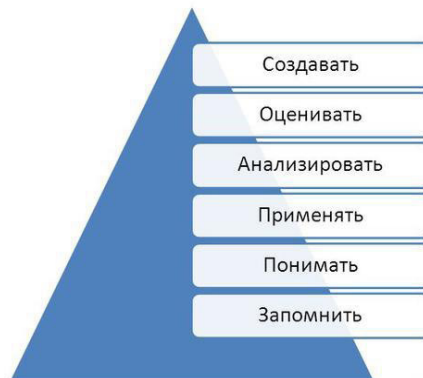 Создавать
Оценивать
Анализировать
Применять
Понимать
Запомнить